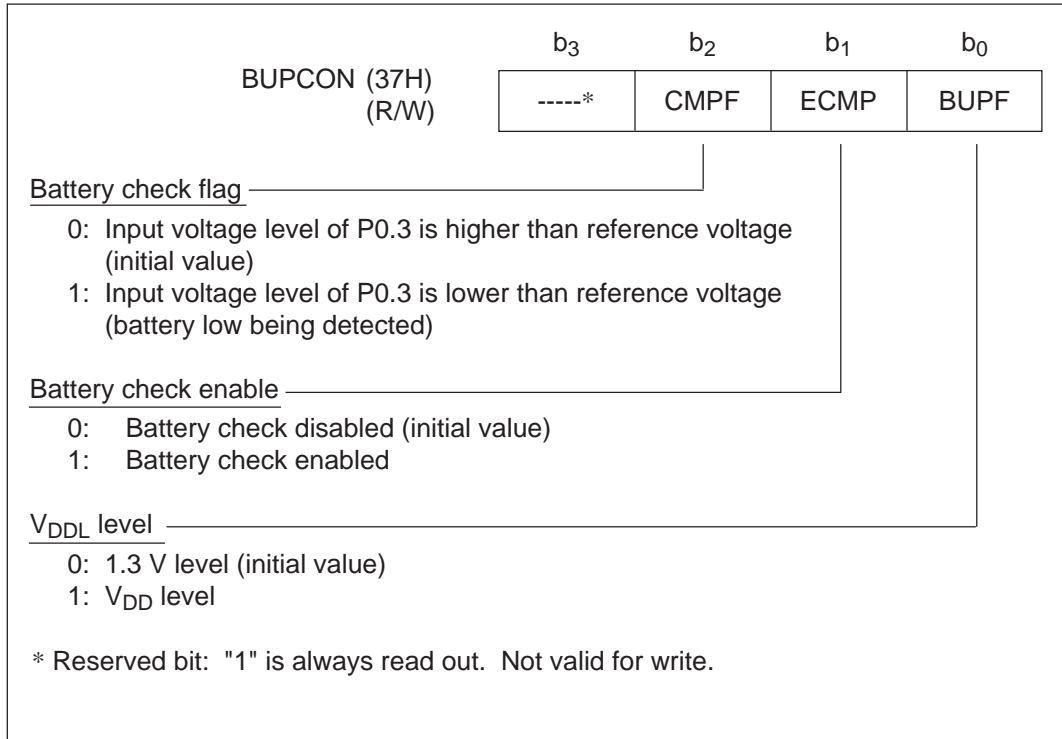 b3 b2 b1 b0
BUPCON (37H)
(R/W)
-----* CMPF ECMP BUPF
Battery check flag
0: Input voltage level of P0.3 is higher than reference voltage
(initial value)
1: Input voltage level of P0.3 is lower than reference voltage
(battery low being detected)
Battery check enable
0: Battery check disabled (initial value)
1: Battery check enabled
VDDL level
0: 1.3 V level (initial value)
1: VDD level
* Reserved bit: "1" is always read out. Not valid for write.